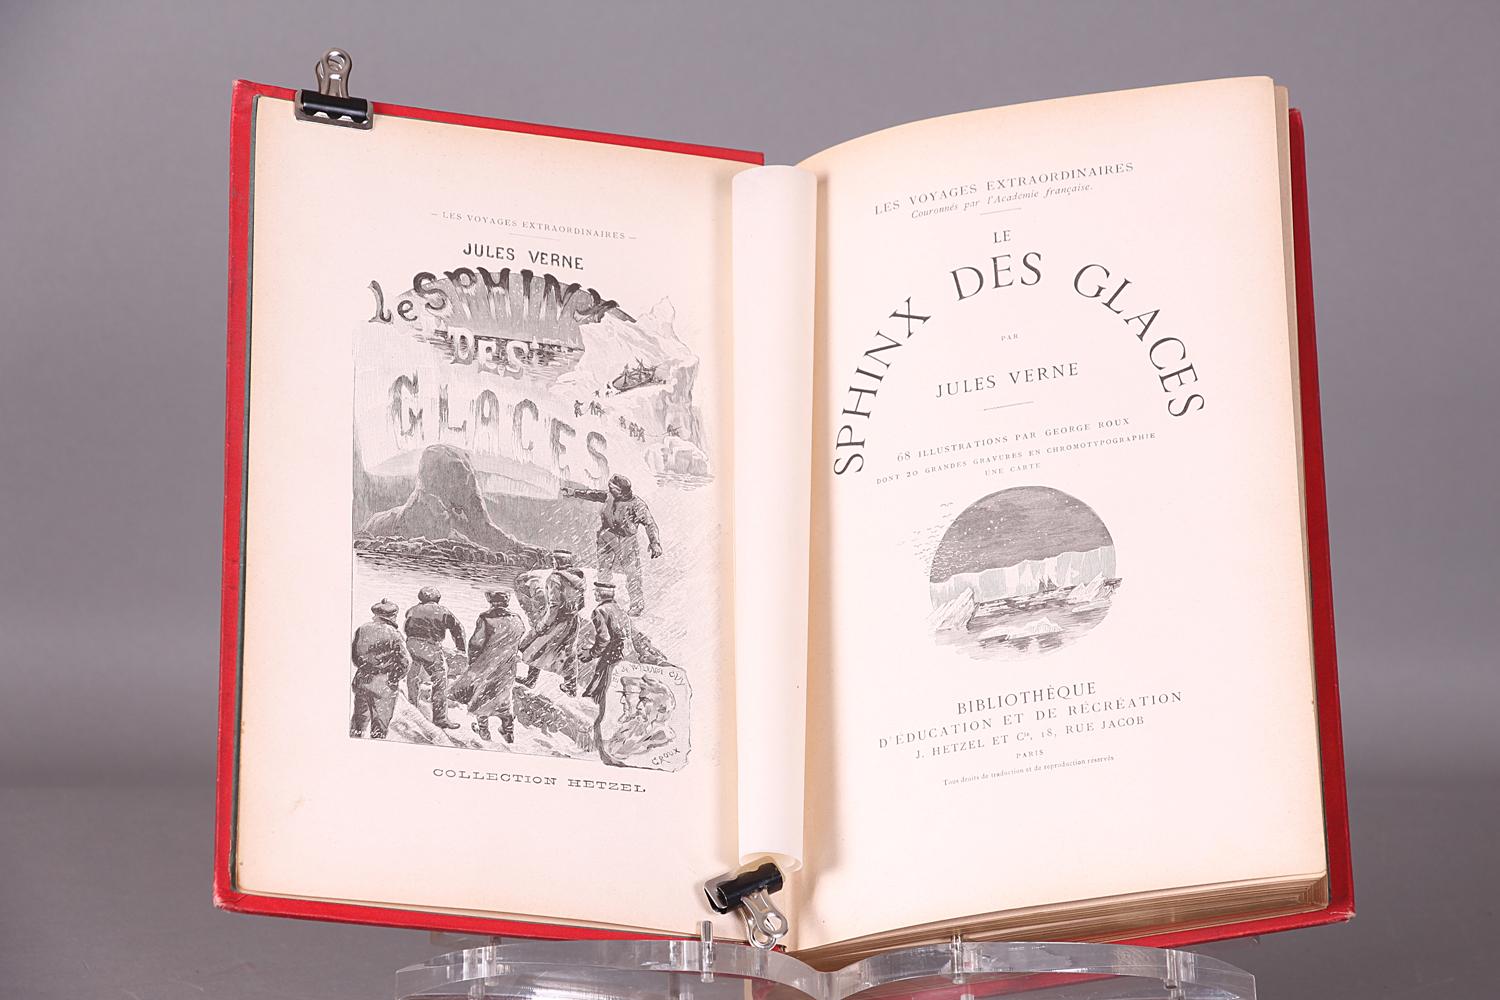 – LES VOYAGES EXTRAORDINAIRES –
JULES VERNE
Le SPHINX
DES
GLACES
G. ROUX
COLLECTION HETZEL
LES VOYAGES EXTRAORDINAIRES
Couronnés par l'Académie française.
LE
SPHINX DES GLACES
PAR
JULES VERNE
68 ILLUSTRATIONS PAR GEORGE ROUX
DONT 20 GRANDES GRAVURES EN CHROMOTYPOGRAPHIE
UNE CARTE
BIBLIOTHÈQUE
D'ÉDUCATION ET DE RÉCRÉATION
J. HETZEL ET Cie, 18, RUE JACOB
PARIS
Tous droits de traduction et de reproduction réservés